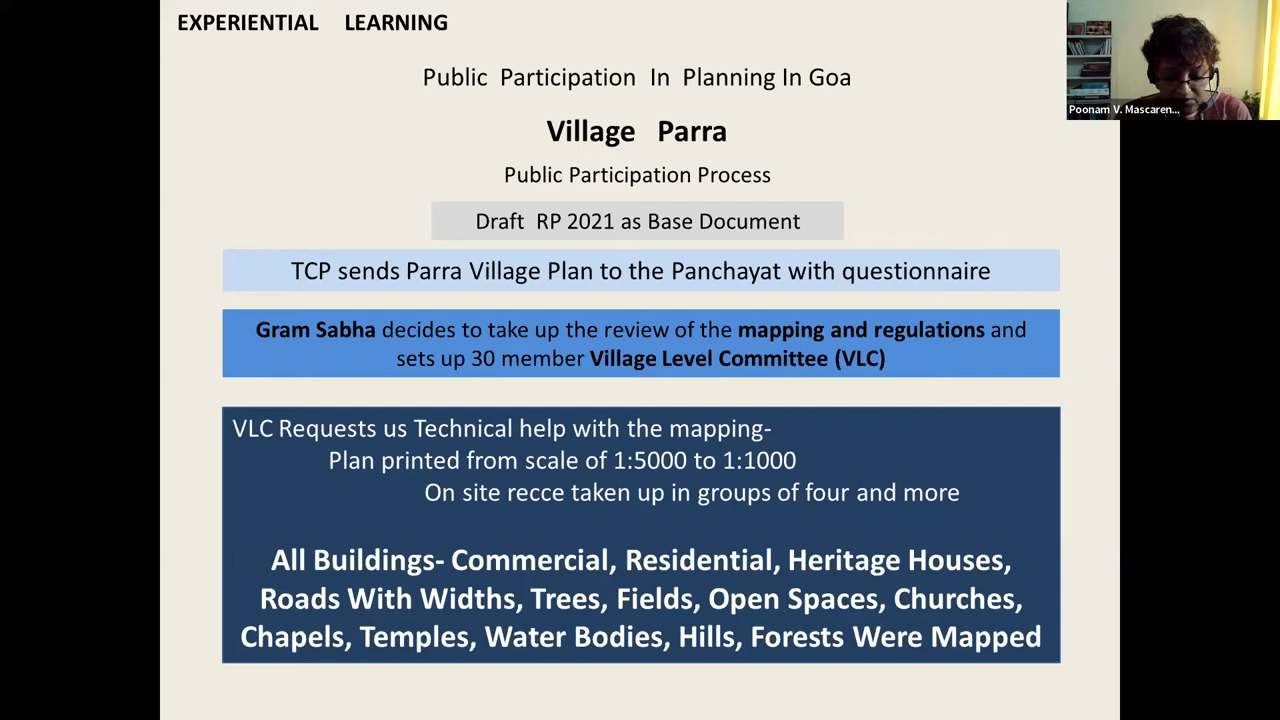 EXPERIENTIAL LEARNING
Poonam V. Mascaren...
Public Participation In Planning In Goa
Village Parra
Public Participation Process
Draft RP 2021 as Base Document
TCP sends Parra Village Plan to the Panchayat with questionnaire
Gram Sabha decides to take up the review of the mapping and regulations and
sets up 30 member Village Level Committee (VLC)
VLC Requests us Technical help with the mapping-
Plan printed from scale of 1:5000 to 1:1000
On site recce taken up in groups of four and more
All Buildings- Commercial, Residential, Heritage Houses,
Roads With Widths, Trees, Fields, Open Spaces, Churches,
Chapels, Temples, Water Bodies, Hills, Forests Were Mapped